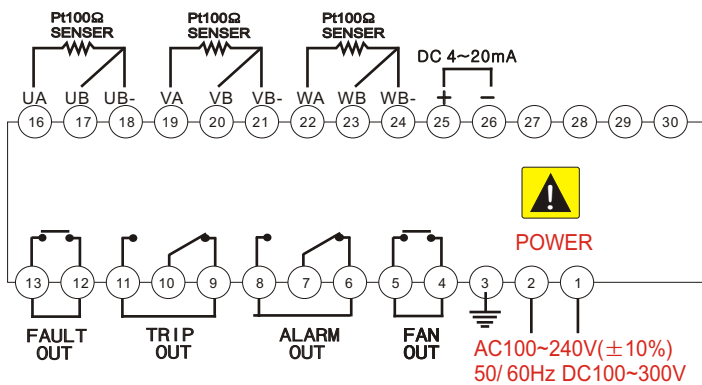 Pt100Ω Pt100Ω Pt100Ω
SENSER SENSER SENSER
DC 4~20mA
UA UB UB- VA VB VB- WA WB WB- + −
16 17 18 19 20 21 22 23 24 25 26 27 28 29 30
!
POWER
13 12 11 10 9 8 7 6 5 4 3 2 1
FAULT TRIP ALARM FAN
OUT OUT OUT OUT
AC100~240V(±10%)
50/ 60Hz DC100~300V